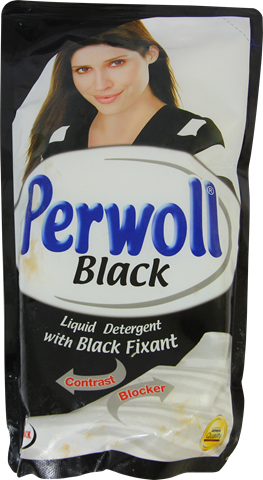 Perwoll®
Black
Liquid Detergent
with Black Fixant
Contrast
Blocker